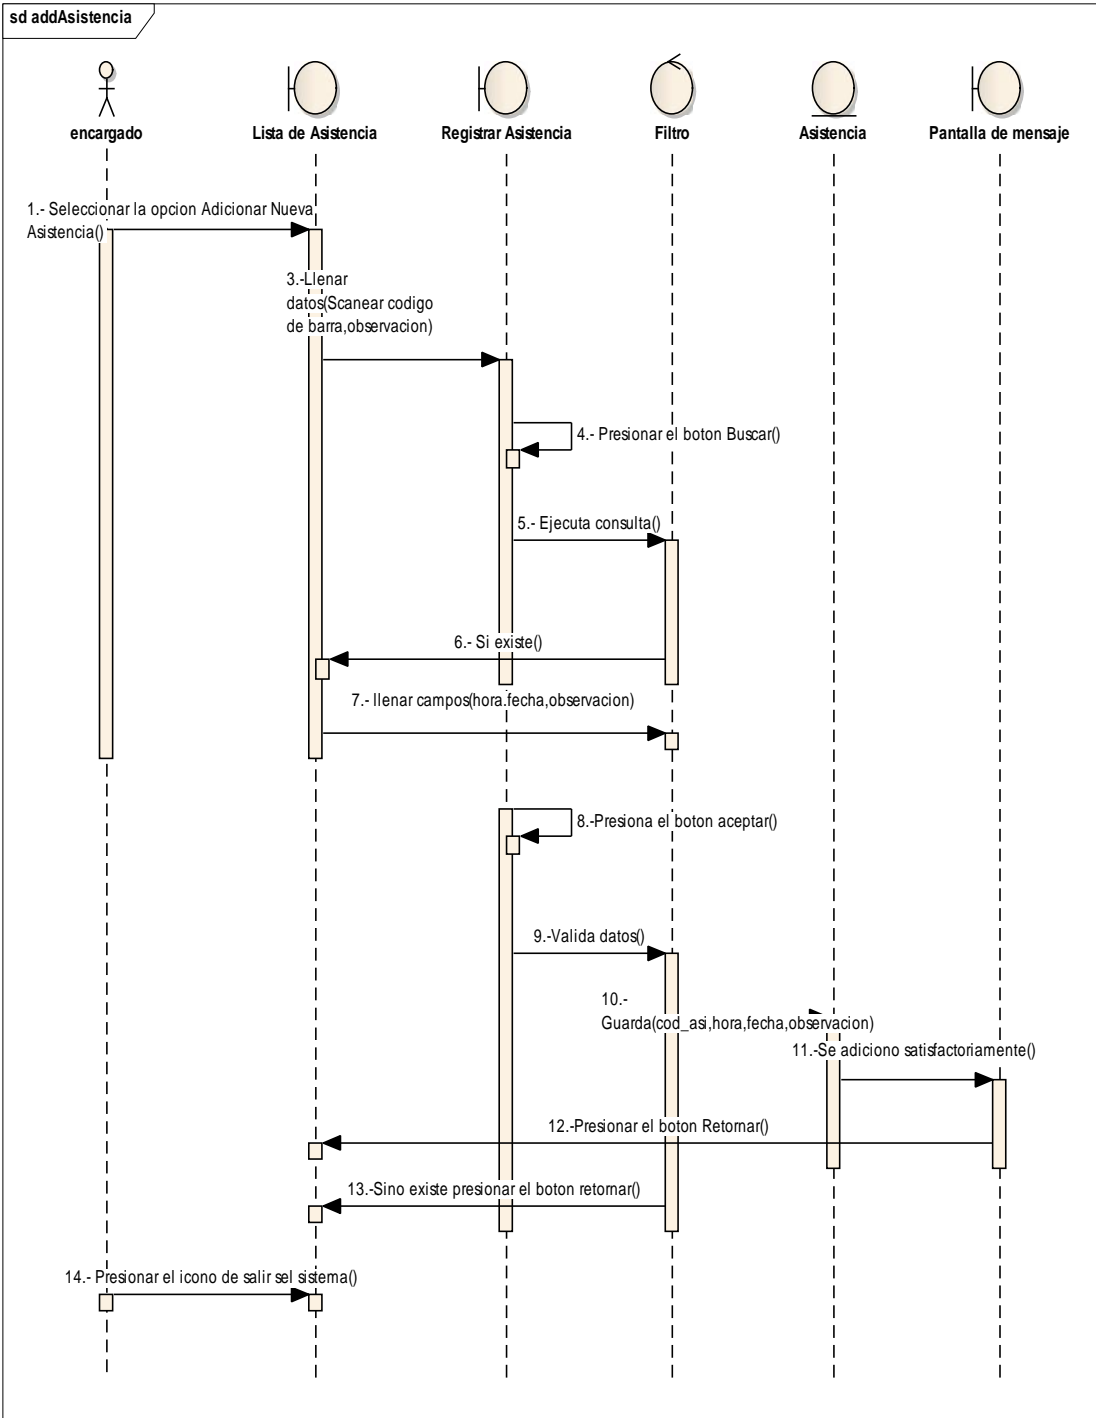 sd addAsistencia
encargado
Lista de Asistencia
Registrar Asistencia
Filtro
Asistencia
Pantalla de mensaje
1.- Seleccionar la opcion Adicionar Nueva
Asistencia()
3.-Llenar
datos(Scanear codigo
de barra,observacion)
4.- Presionar el boton Buscar()
5.- Ejecuta consulta()
6.- Si existe()
7.- llenar campos(hora.fecha,observacion)
8.-Presiona el boton aceptar()
9.-Valida datos()
10.-
Guarda(cod_asi,hora,fecha,observacion)
11.-Se adiciono satisfactoriamente()
12.-Presionar el boton Retornar()
13.-Sino existe presionar el boton retornar()
14.- Presionar el icono de salir sel sistema()